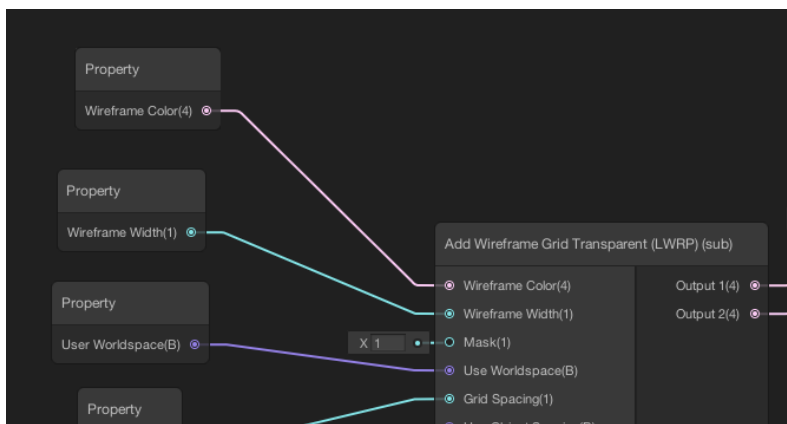 Property
Wireframe Color(4)
Property
Wireframe Width(1)
Property
User Worldspace(B)
Property
Add Wireframe Grid Transparent (LWRP) (sub)
Wireframe Color(4)
Output 1(4)
Wireframe Width(1)
Output 2(4)
X 1
Mask(1)
Use Worldspace(B)
Grid Spacing(1)